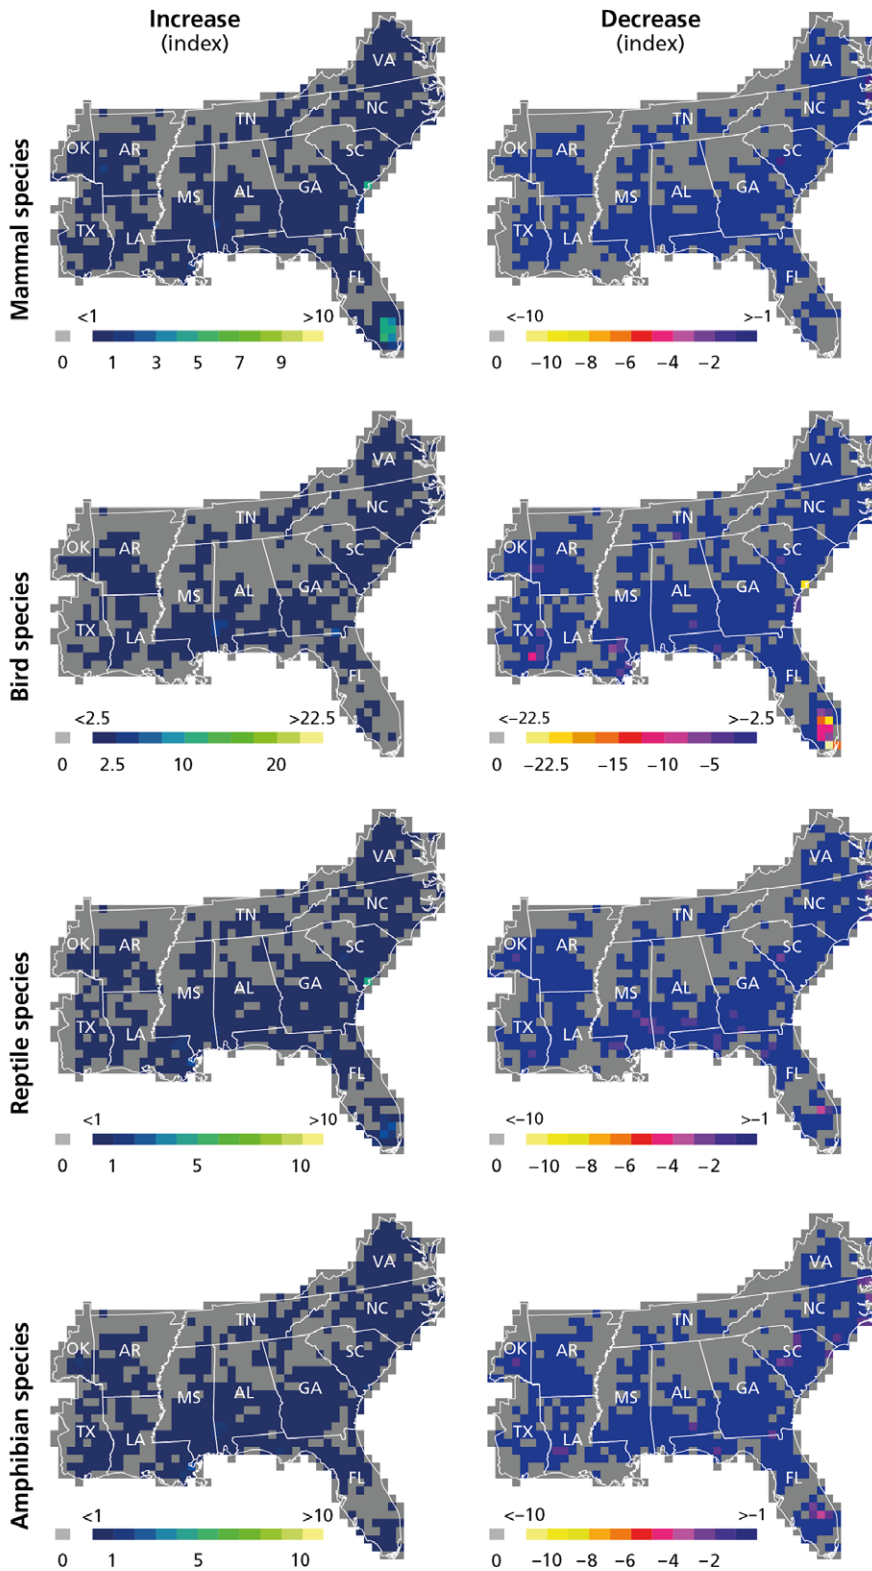 Increase
(index)
Decrease
(index)
Mammal species
VA
NC
TN
OK
AR
SC
MS
AL
GA
TX
LA
FL
<1
>10
0
1
3
5
7
9
VA
NC
TN
OK
AR
SC
MS
AL
GA
TX
LA
FL
<−10
>−1
0
−10
−8
−6
−4
−2
Bird species
VA
NC
TN
OK
AR
SC
MS
AL
GA
TX
LA
FL
<2.5
>22.5
0
2.5
10
20
VA
NC
TN
OK
AR
SC
MS
AL
GA
TX
LA
FL
<−22.5
>−2.5
0
−22.5
−15
−10
−5
Reptile species
VA
NC
TN
OK
AR
SC
MS
AL
GA
TX
LA
FL
<1
>10
0
1
5
10
VA
NC
TN
OK
AR
SC
MS
AL
GA
TX
LA
FL
<−10
>−1
0
−10
−8
−6
−4
−2
Amphibian species
VA
NC
TN
OK
AR
SC
MS
AL
GA
TX
LA
FL
<1
>10
0
1
5
10
VA
NC
TN
OK
AR
SC
MS
AL
GA
TX
LA
FL
<−10
>−1
0
−10
−8
−6
−4
−2